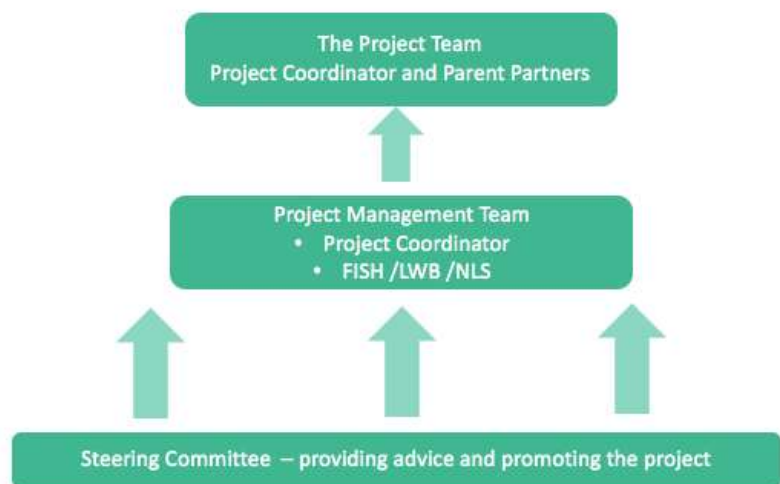 The Project Team
Project Coordinator and Parent Partners
Project Management Team
• Project Coordinator
• FISH /LWB /NLS
Steering Committee – providing advice and promoting the project